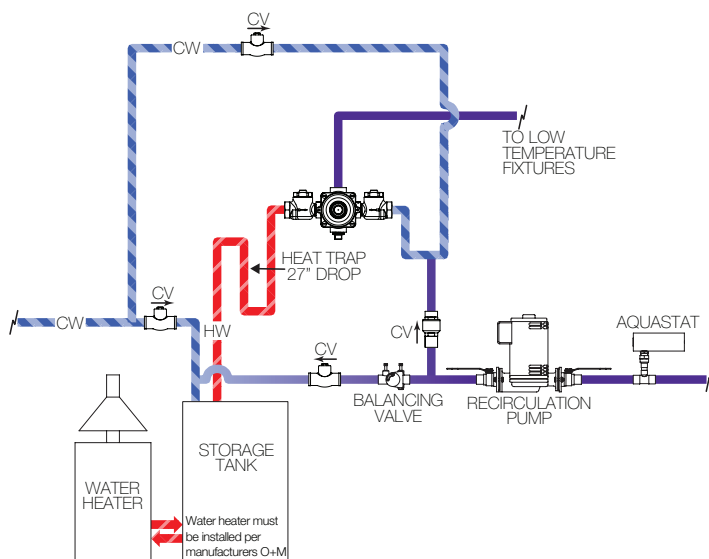 CV
CW
TO LOW
TEMPERATURE
FIXTURES
HEAT TRAP
27" DROP
CV
CW
HW
CV
AQUASTAT
CV
BALANCING
VALVE
RECIRCULATION
PUMP
STORAGE
TANK
WATER
HEATER
Water heater must
be installed per
manufacturers O+M